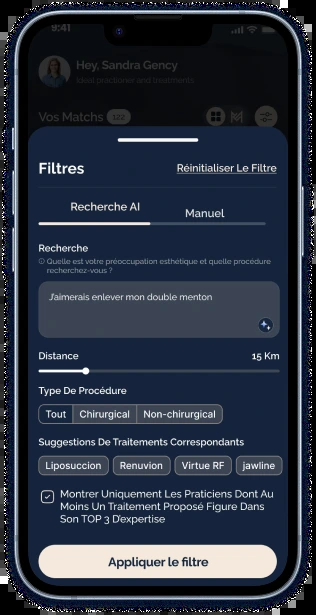 9:41
Hey, Sandra Gency
Ideal practioner and treatments
Vos Matchs 122
Filtres
Réinitialiser Le Filtre
Recherche AI
Manuel
Recherche
Quelle est votre préoccupation esthétique et quelle procédure
recherchez-vous ?
J'aimerais enlever mon double menton
Distance
15 Km
Type De Procédure
Tout
Chirurgical
Non-chirurgical
Suggestions De Traitements Correspondants
Liposuccion
Renuvion
Virtue RF
jawline
Montrer Uniquement Les Praticiens Dont Au
Moins Un Traitement Proposé Figure Dans
Son TOP 3 D'expertise
Appliquer le filtre